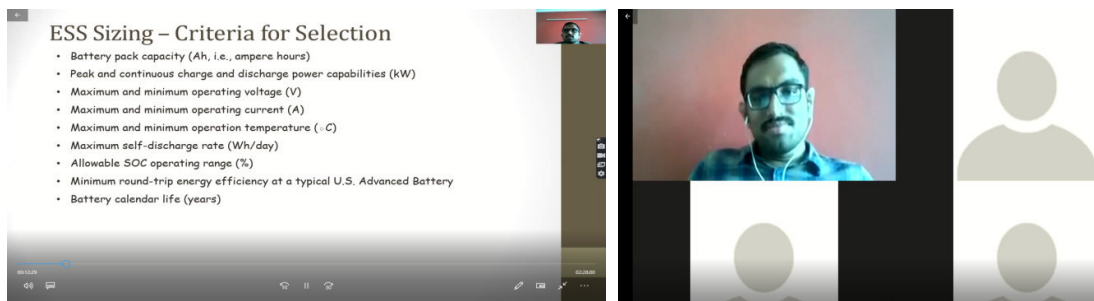 ESS Sizing – Criteria for Selection
• Battery pack capacity (Ah, i.e., ampere hours)
• Peak and continuous charge and discharge power capabilities (kW)
• Maximum and minimum operating voltage (V)
• Maximum and minimum operating current (A)
• Maximum and minimum operation temperature (◦C)
• Maximum self-discharge rate (Wh/day)
• Allowable SOC operating range (%)
• Minimum round-trip energy efficiency at a typical U.S. Advanced Battery
• Battery calendar life (years)